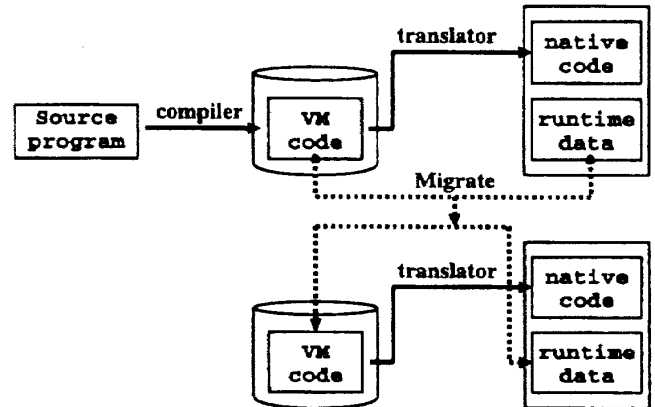 translator
native
code
Source
program
compiler
VM
code
runtime
data
Migrate
translator
native
code
VM
code
runtime
data